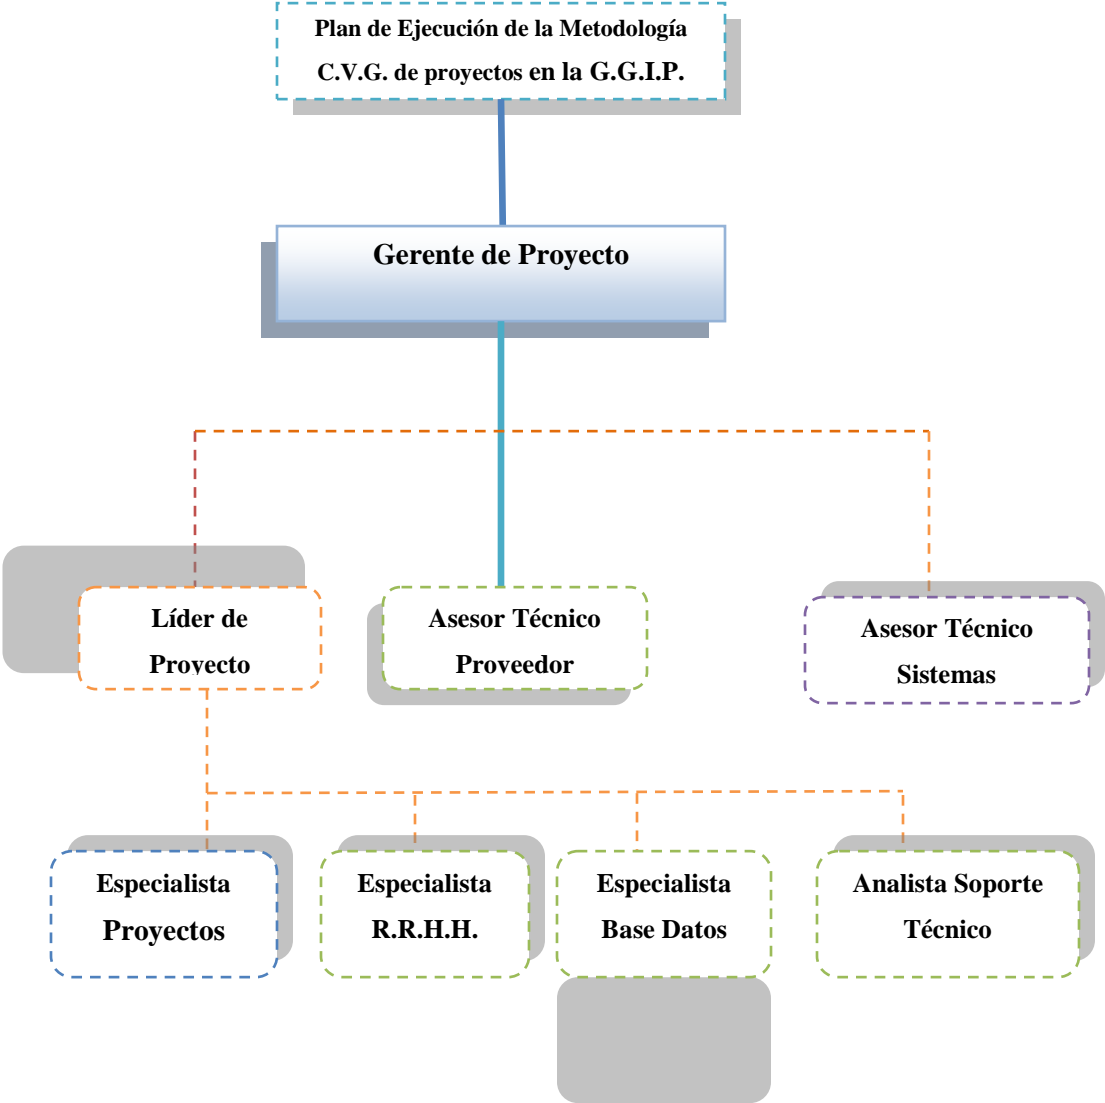 Plan de Ejecución de la Metodología
C.V.G. de proyectos en la G.G.I.P.
Gerente de Proyecto
Líder de
Proyecto
Asesor Técnico
Proveedor
Asesor Técnico
Sistemas
Especialista
Proyectos
Especialista
R.R.H.H.
Especialista
Base Datos
Analista Soporte
Técnico